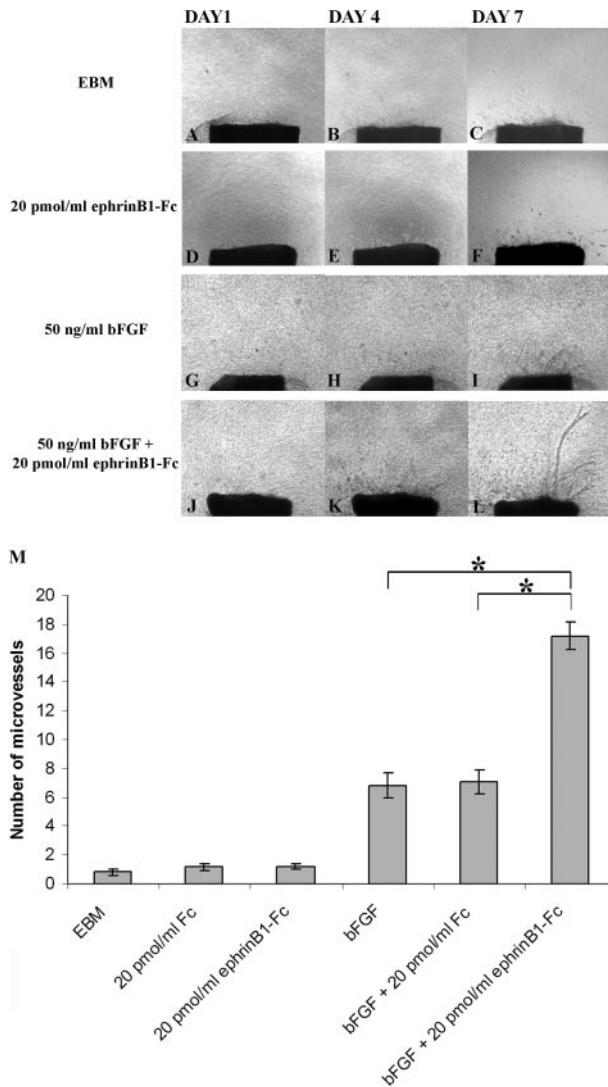 DAY1 DAY 4 DAY 7
EBM
A B C
20 pmol/ml ephrinB1-Fc
D E F
50 ng/ml bFGF
G H I
50 ng/ml bFGF +
20 pmol/ml ephrinB1-Fc
J K L
M
* 
*
Number of microvessels
20
18
16
14
12
10
8
6
4
2
0
EBM
20 pmol/ml Fc
20 pmol/ml ephrinB1-Fc
bFGF
bFGF + 20 pmol/ml Fc
bFGF + 20 pmol/ml ephrinB1-Fc